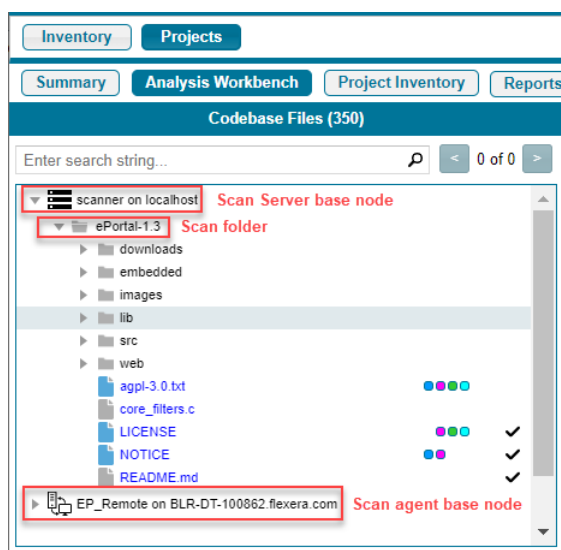 Inventory Projects
Summary Analysis Workbench Project Inventory Reports
Codebase Files (350)
Enter search string... < 0 of 0 >
scanner on localhost Scan Server base node
ePortal-1.3 Scan folder
downloads
embedded
images
lib
src
web
agpl-3.0.txt
core_filters.c
LICENSE
NOTICE
README.md
EP_Remote on BLR-DT-100862.flexera.com Scan agent base node